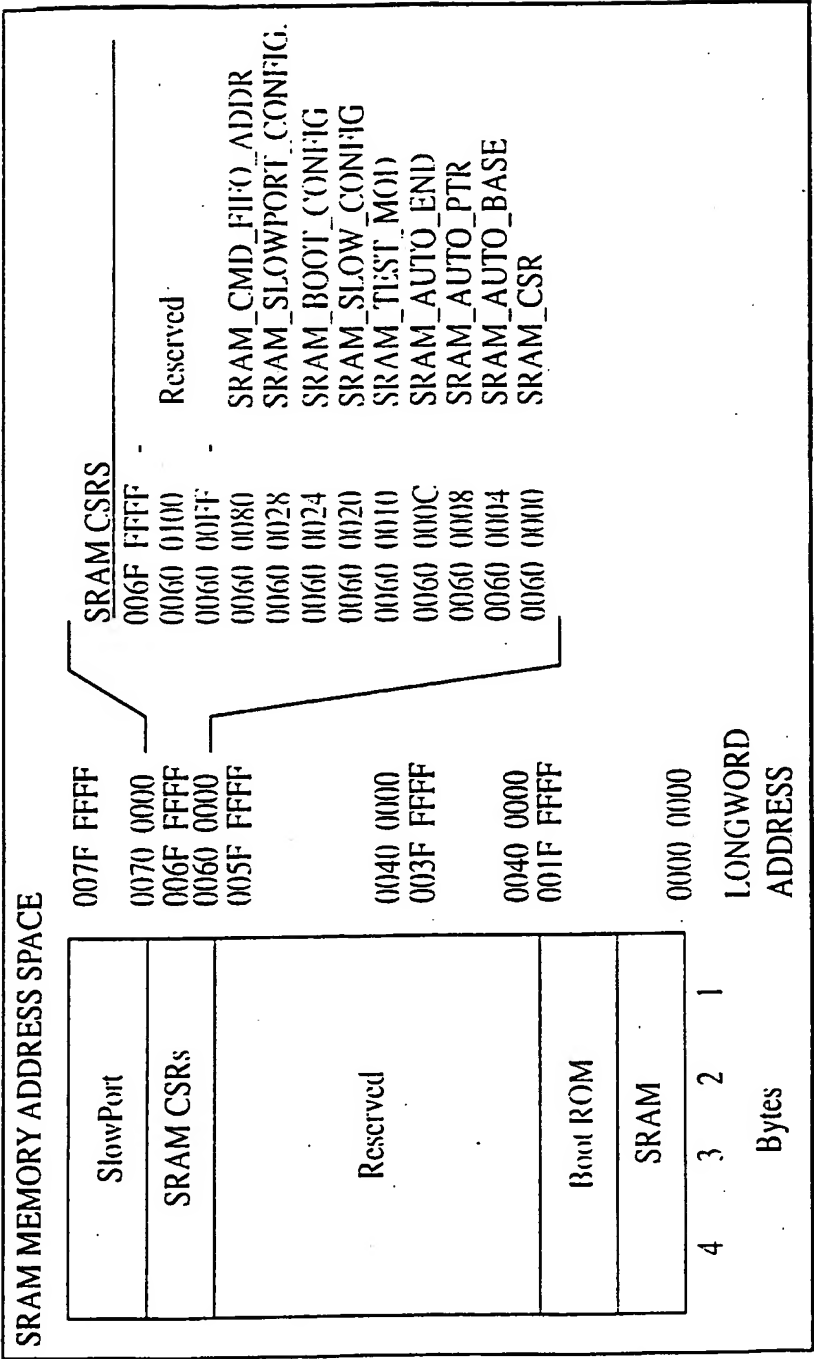 SRAM MEMORY ADDRESS SPACE
SlowPort
SRAM CSRs
Reserved
Boot ROM
SRAM
4 3 2 1
Bytes
007F FFFF
0070 0000
006F FFFF
0060 0000
005F FFFF
0040 0000
003F FFFF
0040 0000
001F FFFF
0000 0000
LONGWORD
ADDRESS
SRAM CSRS
006F FFFF -
0060 0100 Reserved
0060 00FF -
0060 0080 SRAM_CMD_FIFO_ADDR
0060 0028 SRAM_SLOWPORT_CONFIG.
0060 0024 SRAM_BOOT_CONFIG
0060 0020 SRAM_SLOW_CONFIG
0060 0010 SRAM_TEST_MOD
0060 000C SRAM_AUTO_END
0060 0008 SRAM_AUTO_PTR
0060 0004 SRAM_AUTO_BASE
0060 0000 SRAM_CSR